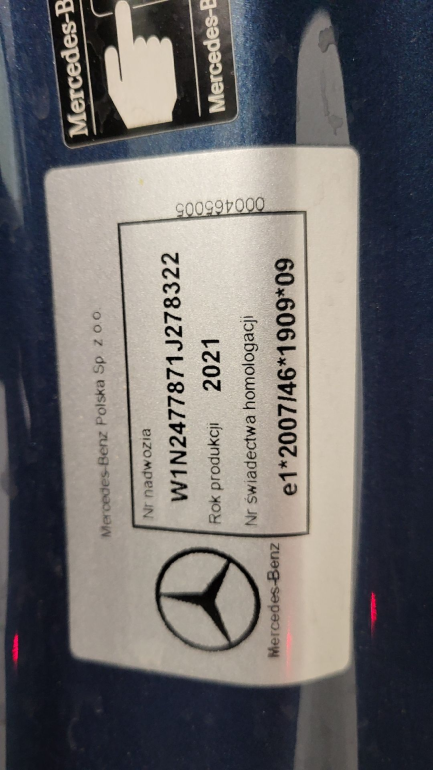 Mercedes-B
Mercedes-B
Mercedes-Benz Polska Sp. z o.o.
000465005
Nr nadwozia
W1N2477871J278322
Rok produkcji 2021
Nr świadectwa homologacji
e1*2007/46*1909*09
Mercedes-Benz